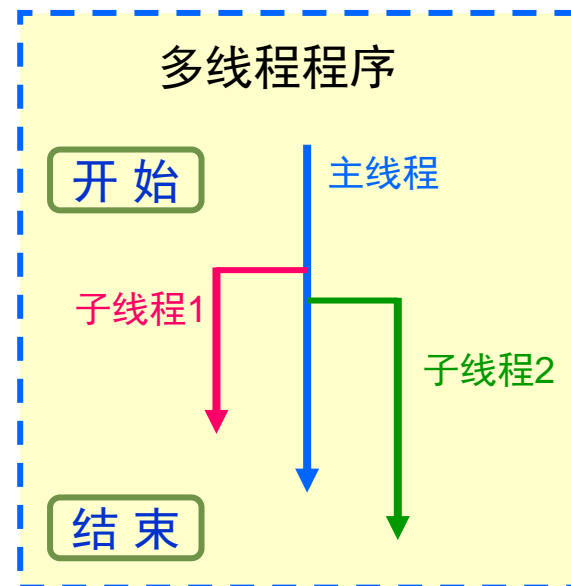 多线程程序
开 始
主线程
子线程1
子线程2
结 束